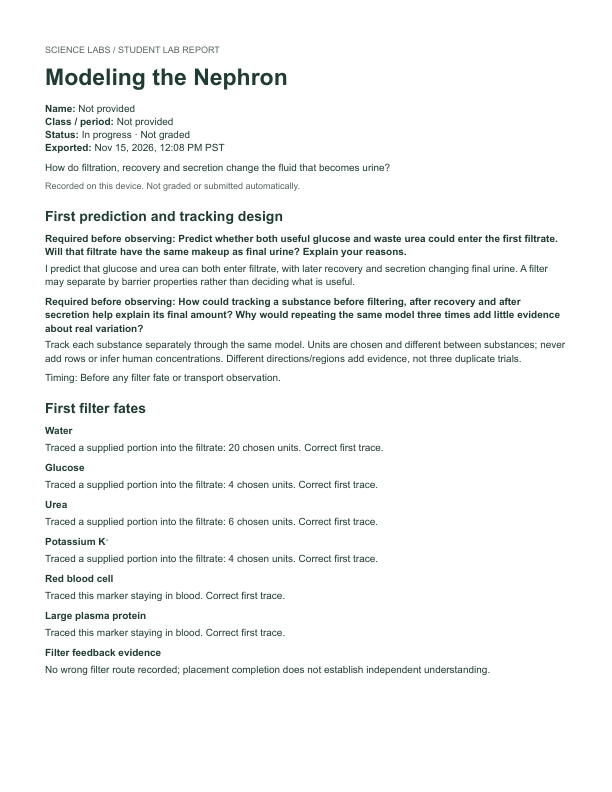 SCIENCE LABS / STUDENT LAB REPORT
Modeling the Nephron
Name: Not provided
Class / period: Not provided
Status: In progress · Not graded
Exported: Nov 15, 2026, 12:08 PM PST
How do filtration, recovery and secretion change the fluid that becomes urine?
Recorded on this device. Not graded or submitted automatically.
First prediction and tracking design
Required before observing: Predict whether both useful glucose and waste urea could enter the first filtrate.
Will that filtrate have the same makeup as final urine? Explain your reasons.
I predict that glucose and urea can both enter filtrate, with later recovery and secretion changing final urine. A filter
may separate by barrier properties rather than deciding what is useful.
Required before observing: How could tracking a substance before filtering, after recovery and after
secretion help explain its final amount? Why would repeating the same model three times add little evidence
about real variation?
Track each substance separately through the same model. Units are chosen and different between substances; never
add rows or infer human concentrations. Different directions/regions add evidence, not three duplicate trials.
Timing: Before any filter fate or transport observation.
First filter fates
Water
Traced a supplied portion into the filtrate: 20 chosen units. Correct first trace.
Glucose
Traced a supplied portion into the filtrate: 4 chosen units. Correct first trace.
Urea
Traced a supplied portion into the filtrate: 6 chosen units. Correct first trace.
Potassium K⁺
Traced a supplied portion into the filtrate: 4 chosen units. Correct first trace.
Red blood cell
Traced this marker staying in blood. Correct first trace.
Large plasma protein
Traced this marker staying in blood. Correct first trace.
Filter feedback evidence
No wrong filter route recorded; placement completion does not establish independent understanding.